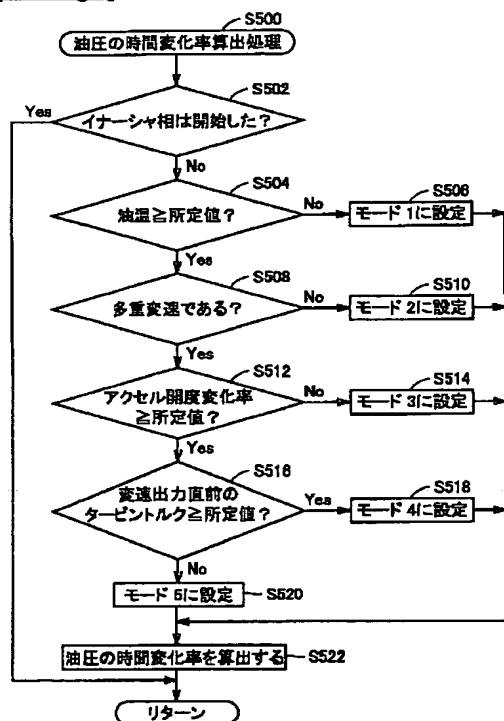 S500
油圧の時間変化率算出処理
S502
Yes
イナーシャ相は開始した？
No
S504
油温≧所定値？
No
S506
モード 1に設定
Yes
S508
多重変速である？
No
S510
モード 2に設定
Yes
S512
アクセル開度変化率
≧所定値？
No
S514
モード 3に設定
Yes
S516
変速出力直前の
タービントルク≧所定値？
Yes
S518
モード 4に設定
No
モード 5に設定
S520
油圧の時間変化率を算出する
S522
リターン